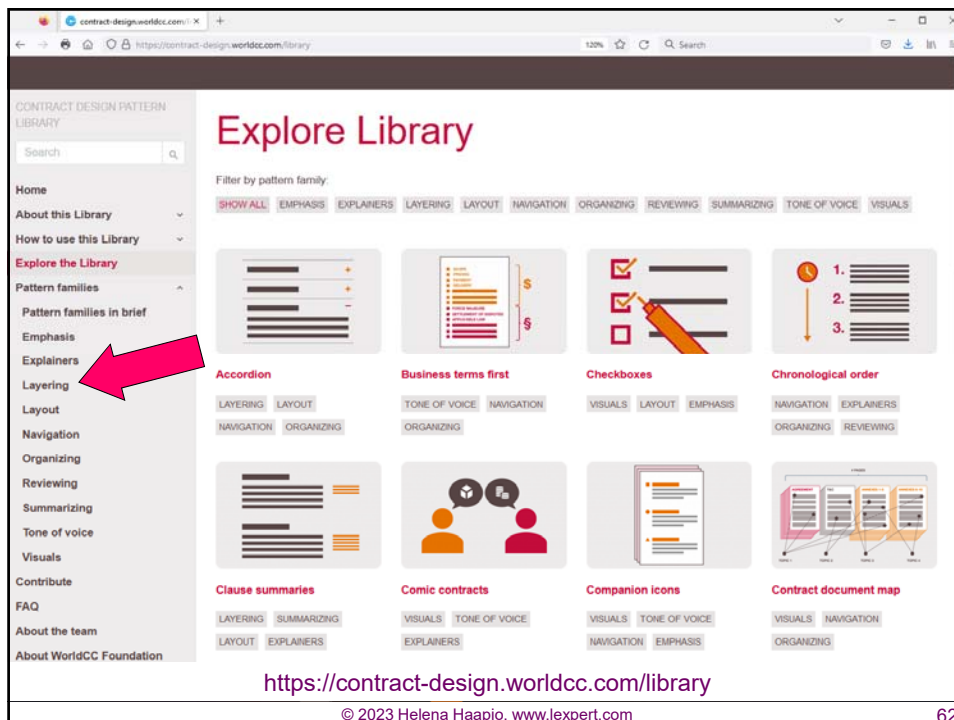 contract-design.worldcc.com/l
https://contract-design.worldcc.com/library
120%
Search
CONTRACT DESIGN PATTERN
LIBRARY
Search
Home
About this Library
How to use this Library
Explore the Library
Pattern families
Pattern families in brief
Emphasis
Explainers
Layering
Layout
Navigation
Organizing
Reviewing
Summarizing
Tone of voice
Visuals
Contribute
FAQ
About the team
About WorldCC Foundation
Explore Library
Filter by pattern family:
SHOW ALL EMPHASIS EXPLAINERS LAYERING LAYOUT NAVIGATION ORGANIZING REVIEWING SUMMARIZING TONE OF VOICE VISUALS
$
§
1.
2.
3.
Accordion
LAYERING LAYOUT
NAVIGATION ORGANIZING
Business terms first
TONE OF VOICE NAVIGATION
ORGANIZING
Checkboxes
VISUALS LAYOUT EMPHASIS
Chronological order
NAVIGATION EXPLAINERS
ORGANIZING REVIEWING
Clause summaries
LAYERING SUMMARIZING
LAYOUT EXPLAINERS
Comic contracts
VISUALS TONE OF VOICE
EXPLAINERS
Companion icons
VISUALS TONE OF VOICE
NAVIGATION EMPHASIS
Contract document map
VISUALS NAVIGATION
ORGANIZING
https://contract-design.worldcc.com/library
© 2023 Helena Haapio. www.lexpert.com
62